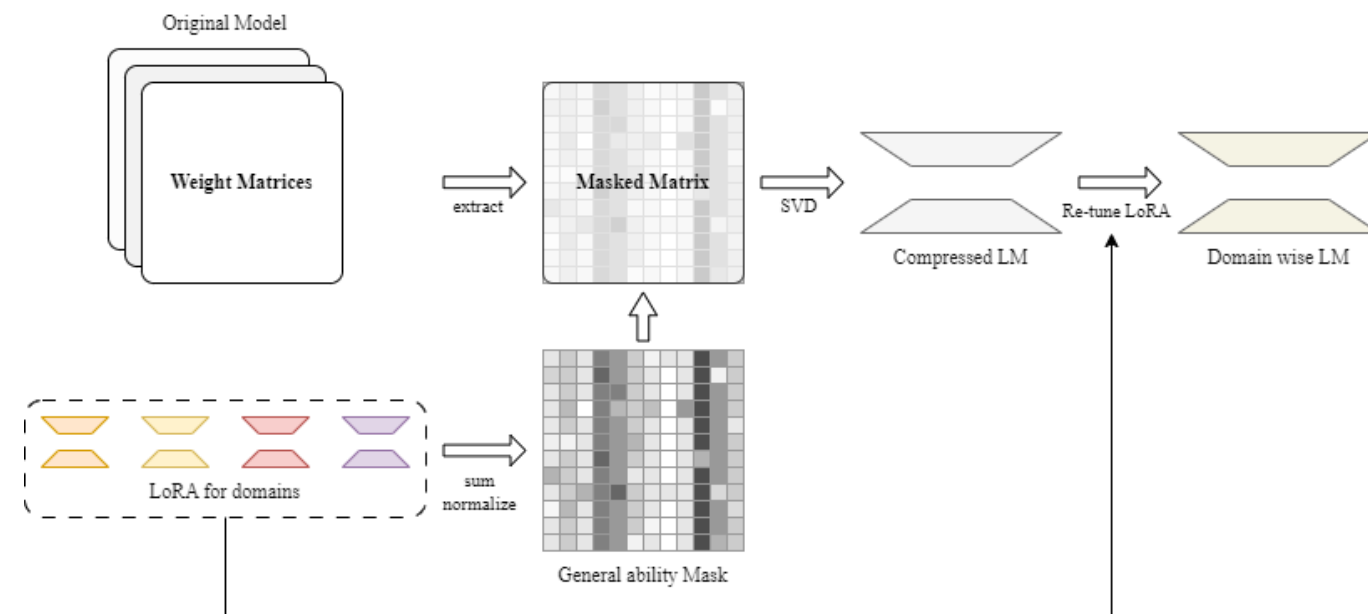 Original Model
Weight Matrices
extract
Masked Matrix
SVD
Re-tune LoRA
Compressed LM
Domain wise LM
LoRA for domains
sum
normalize
General ability Mask